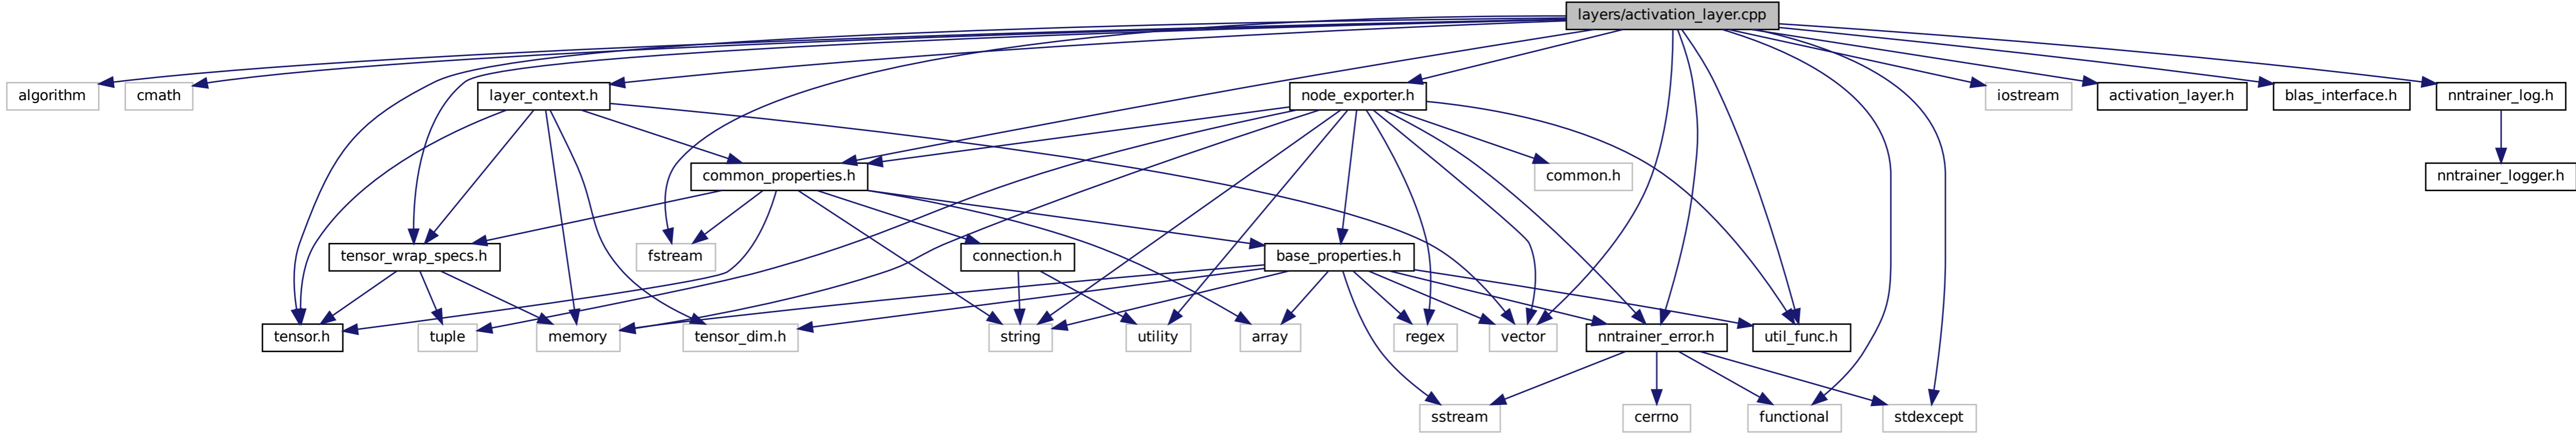 layers/activation_layer.cpp
algorithm
cmath
layer_context.h
node_exporter.h
iostream
activation_layer.h
blas_interface.h
nntrainer_log.h
common_properties.h
common.h
nntrainer_logger.h
tensor_wrap_specs.h
fstream
connection.h
base_properties.h
tensor.h
tuple
memory
tensor_dim.h
string
utility
array
regex
vector
nntrainer_error.h
util_func.h
sstream
cerrno
functional
stdexcept